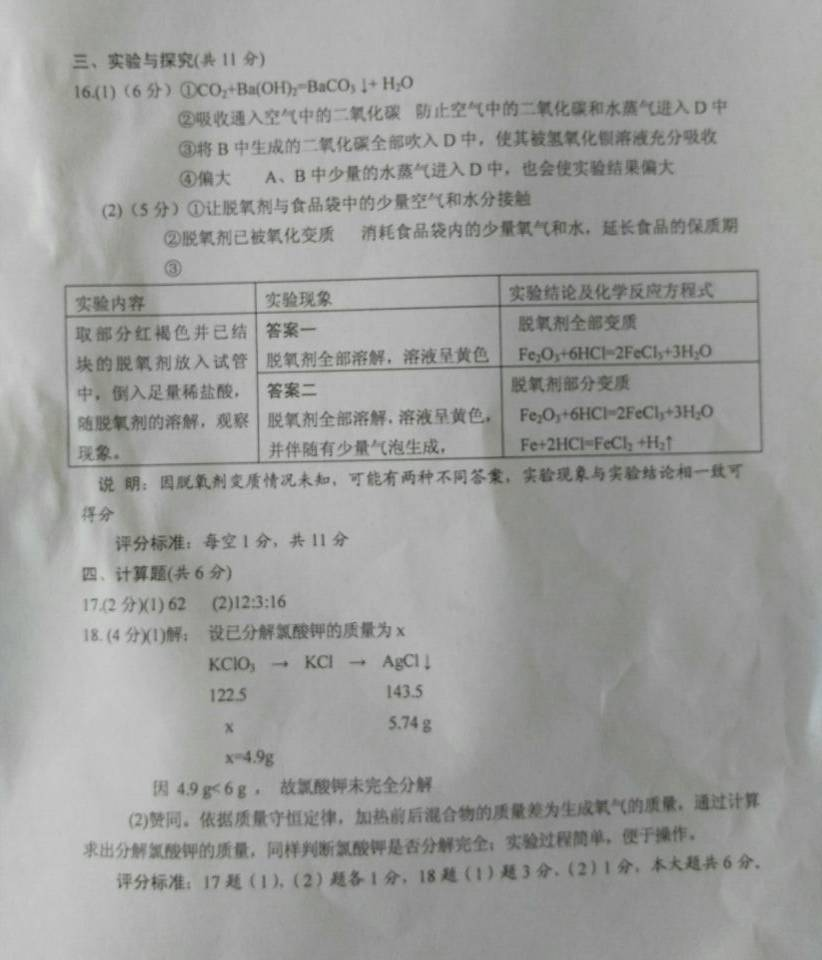 三、实验与探究(共 11 分)
16.(1)（6 分）①CO₂+Ba(OH)₂=BaCO₃↓+ H₂O
②吸收通入空气中的二氧化碳 防止空气中的二氧化碳和水蒸气进入 D 中
③将 B 中生成的二氧化碳全部吹入 D 中，使其被氢氧化钡溶液充分吸收
④偏大 A、B 中少量的水蒸气进入 D 中，也会使实验结果偏大
(2)（5 分）①让脱氧剂与食品袋中的少量空气和水分接触
②脱氧剂已被氧化变质 消耗食品袋内的少量氧气和水，延长食品的保质期
③
实验内容 实验现象 实验结论及化学反应方程式
取部分红褐色并已结 答案一 脱氧剂全部变质
块的脱氧剂放入试管 脱氧剂全部溶解，溶液呈黄色 Fe₂O₃+6HCl=2FeCl₃+3H₂O
中，倒入足量稀盐酸， 答案二 脱氧剂部分变质
随脱氧剂的溶解，观察 脱氧剂全部溶解，溶液呈黄色， Fe₂O₃+6HCl=2FeCl₃+3H₂O
现象。 并伴随有少量气泡生成， Fe+2HCl=FeCl₂ +H₂↑
说 明：因脱氧剂变质情况未知，可能有两种不同答案，实验现象与实验结论相一致可
得分
评分标准：每空 1 分，共 11 分
四、计算题(共 6 分)
17.(2 分)(1) 62 (2)12:3:16
18. (4 分)(1)解： 设已分解氯酸钾的质量为 x
KClO₃ → KCl → AgCl↓
122.5 143.5
x 5.74 g
x=4.9g
因 4.9 g< 6 g ， 故氯酸钾未完全分解
(2)赞同。依据质量守恒定律，加热前后混合物的质量差为生成氧气的质量，通过计算
求出分解氯酸钾的质量，同样判断氯酸钾是否分解完全；实验过程简单，便于操作。
评分标准：17 题（1）、（2）题各 1 分，18 题（1）题 3 分、（2）1 分，本大题共 6 分。